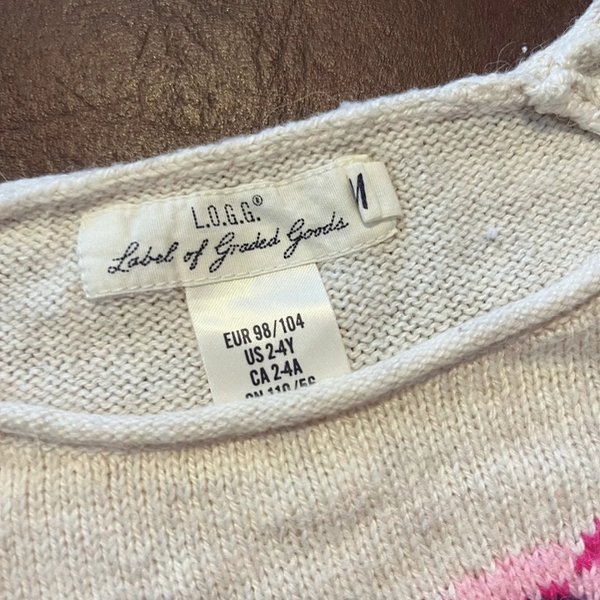 L.O.G.G.®
Label of Graded Goods
EUR 98/104
US 2-4Y
CA 2-4A